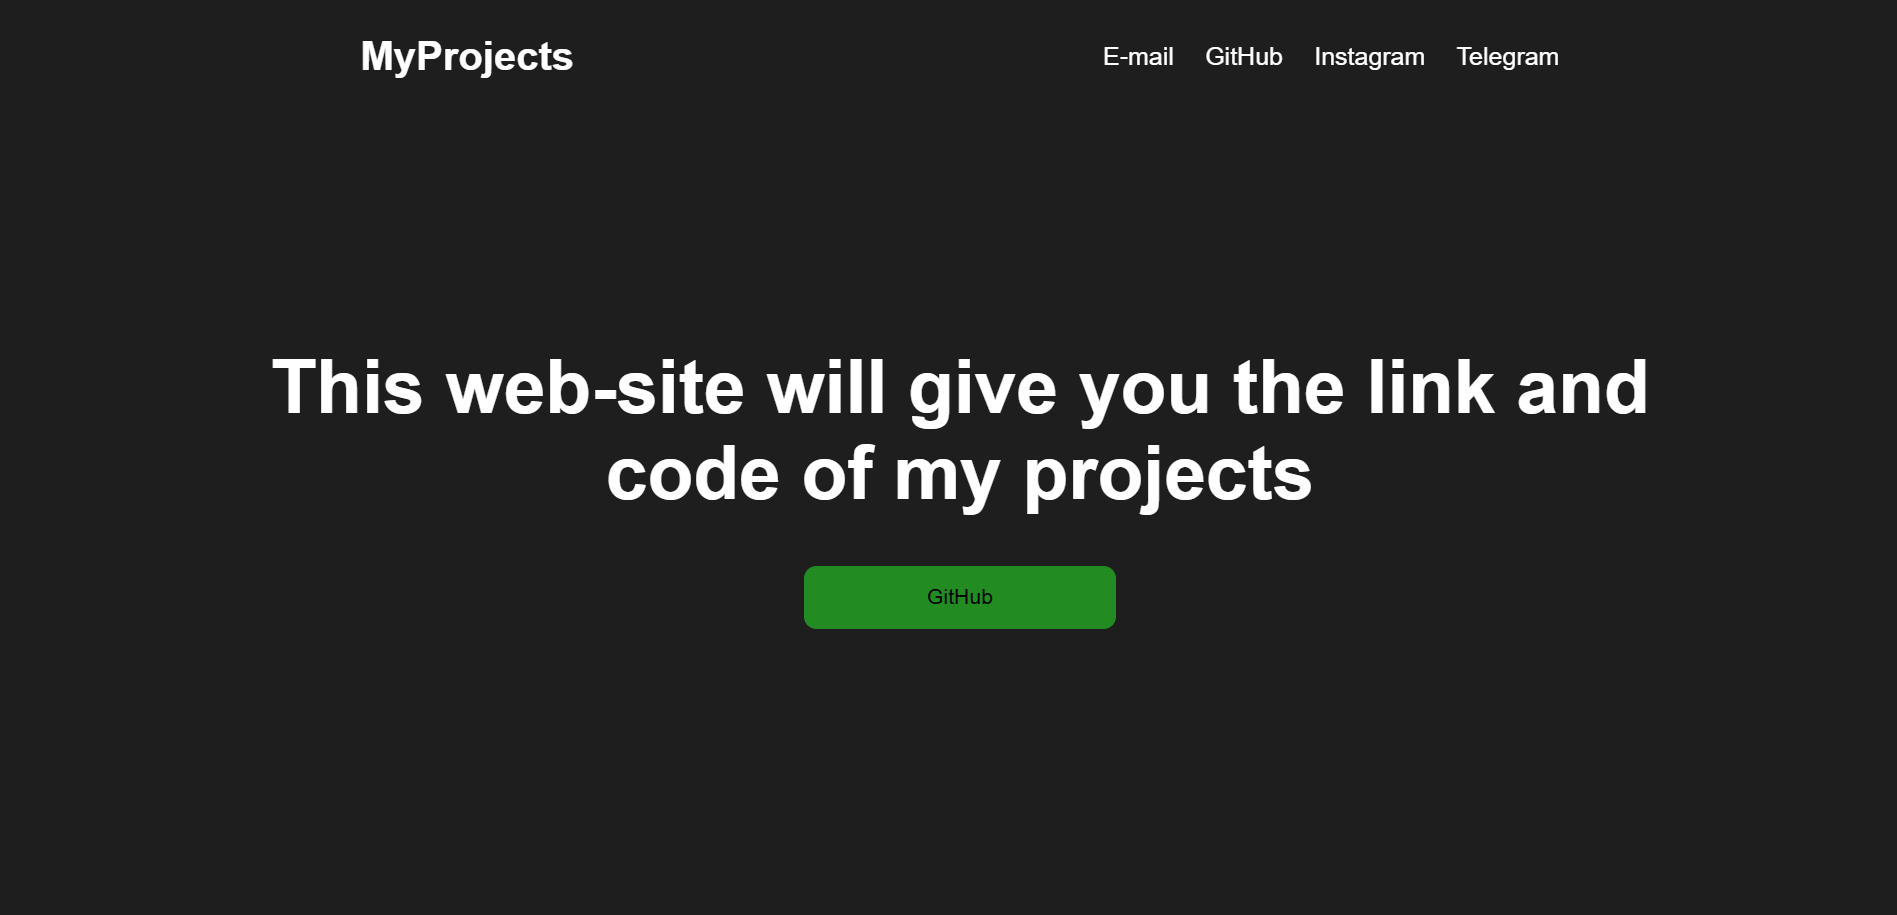 MyProjects
E-mail GitHub Instagram Telegram
This web-site will give you the link and
code of my projects
GitHub